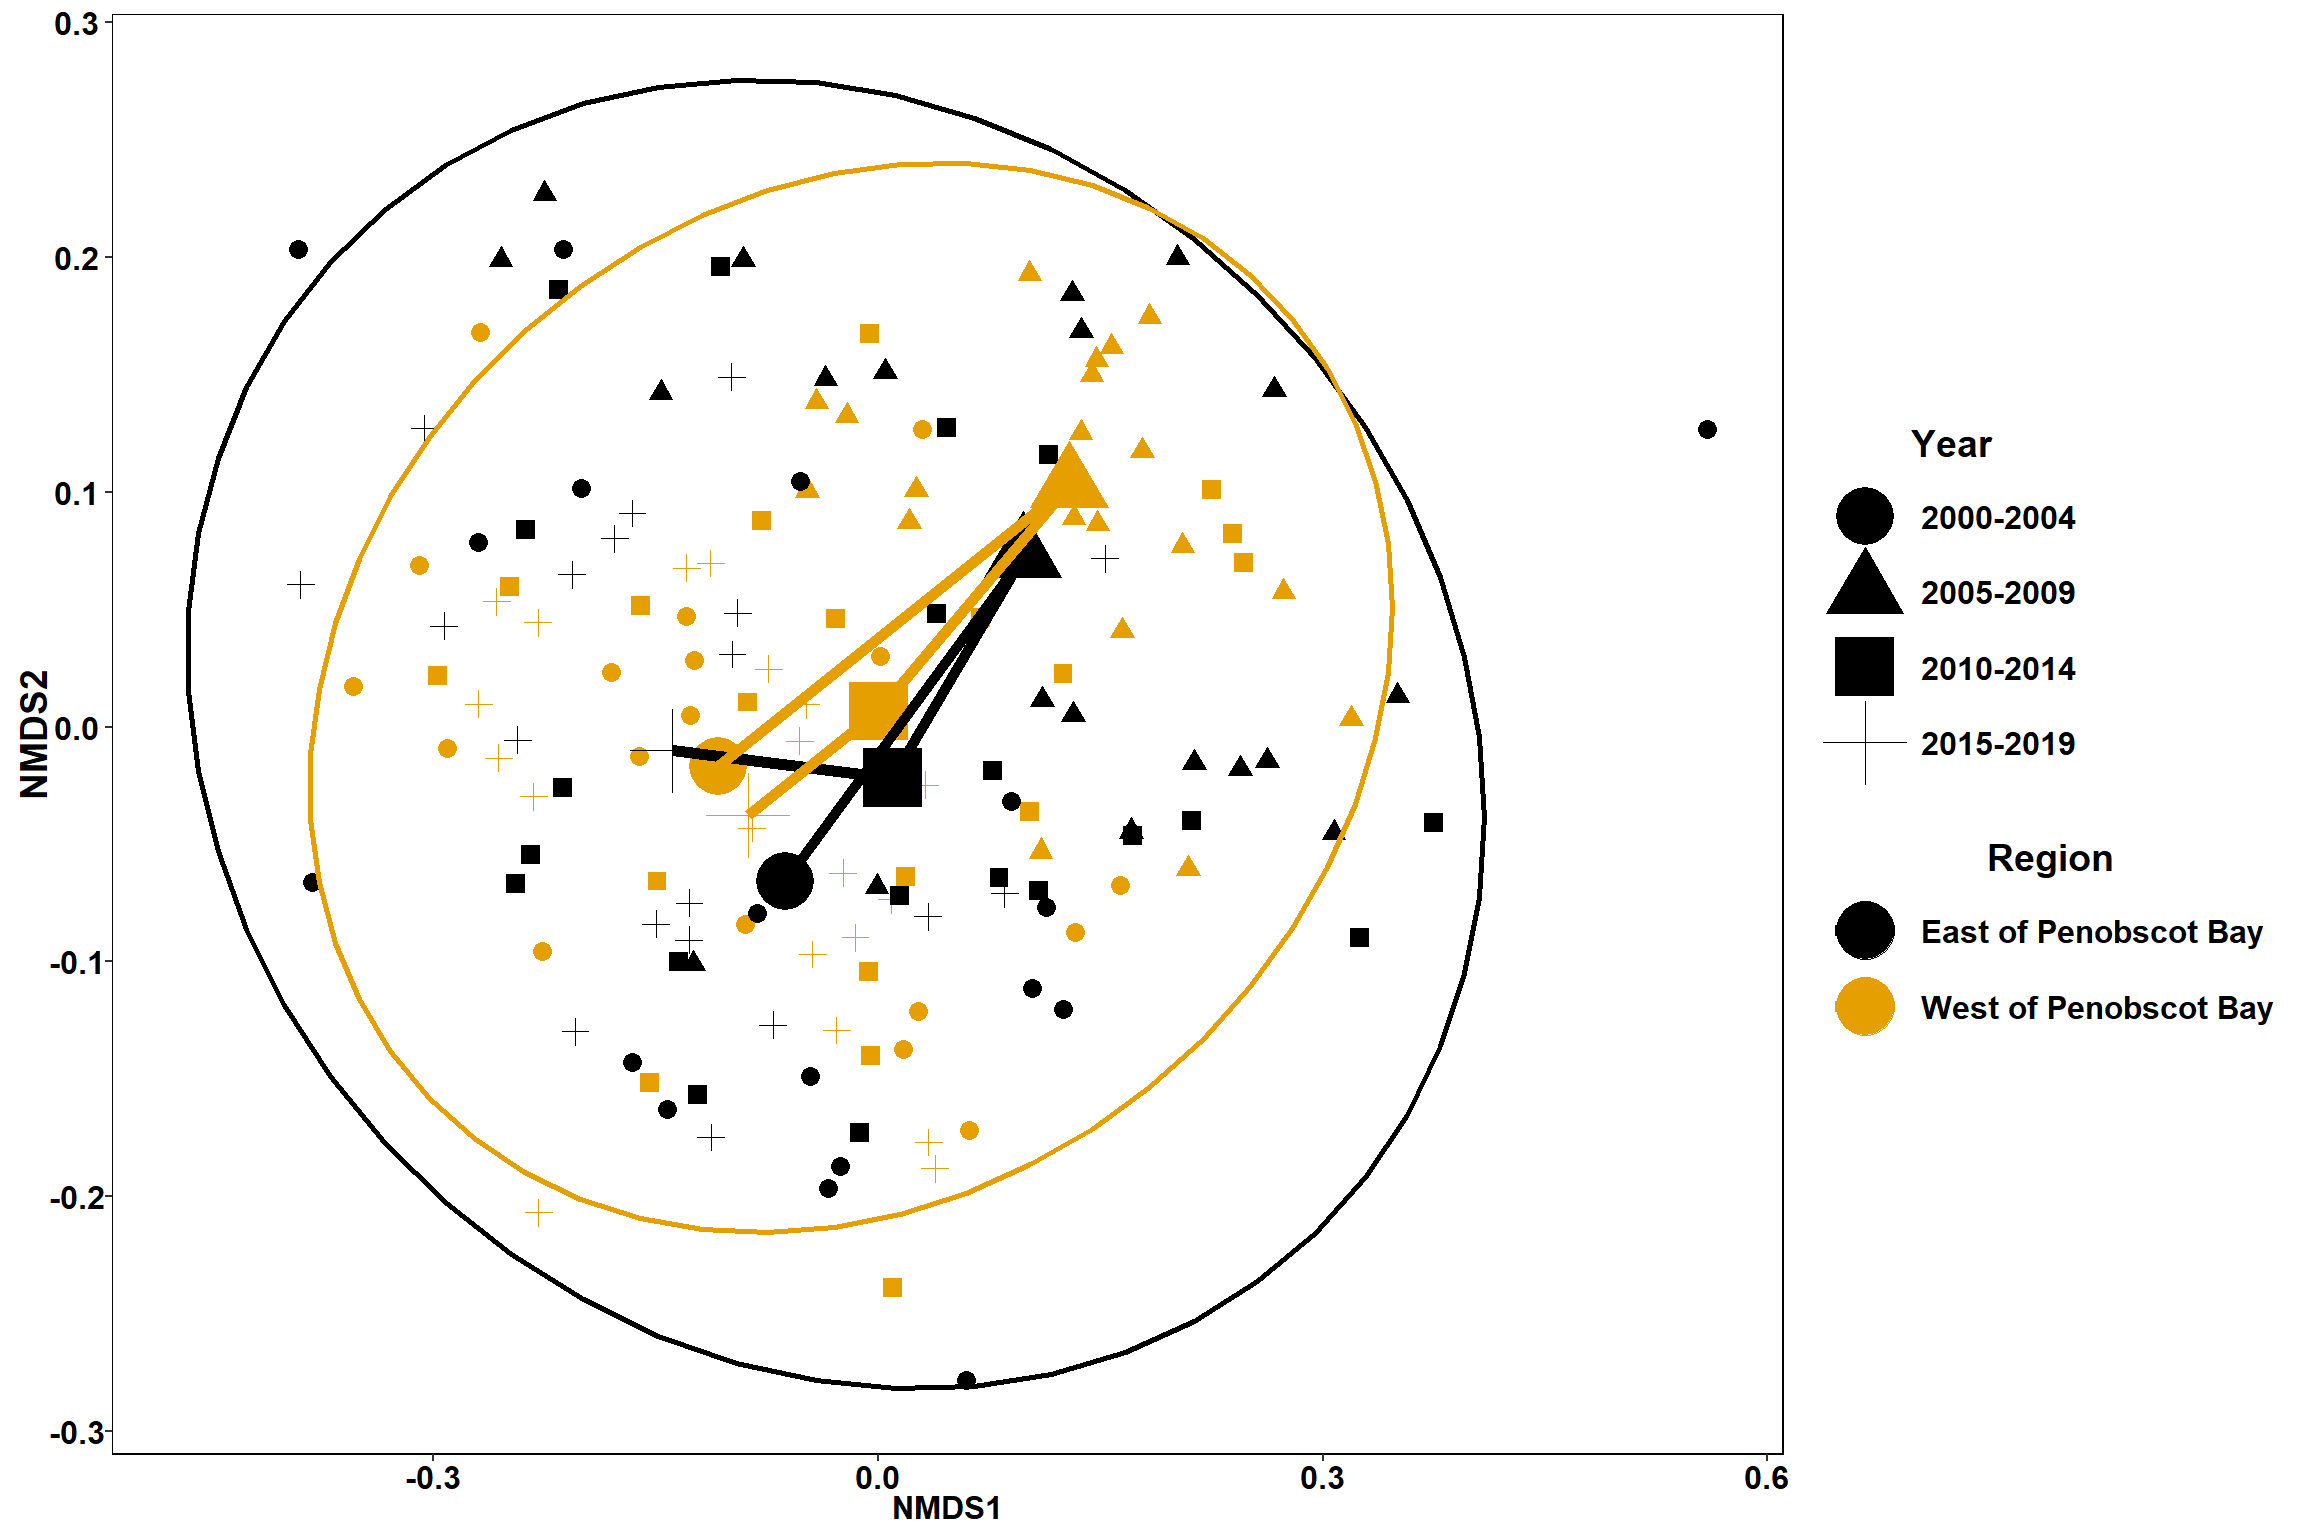 0.3
0.2
0.1
0.0
-0.1
-0.2
-0.3
NMDS2
-0.3
0.0
0.3
0.6
NMDS1
Year
2000-2004
2005-2009
2010-2014
2015-2019
Region
East of Penobscot Bay
West of Penobscot Bay